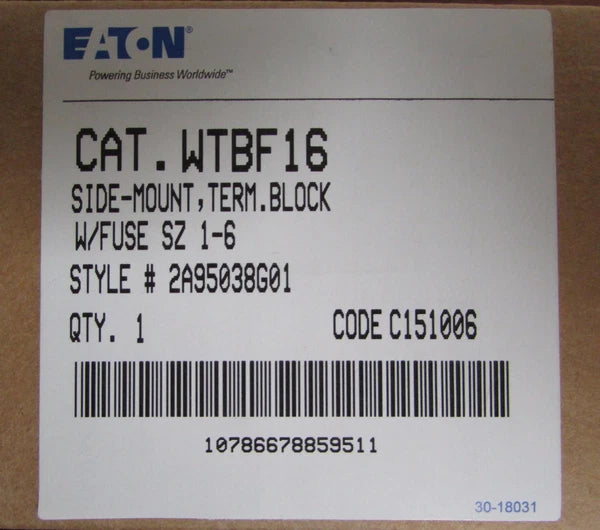 EATON®
Powering Business Worldwide™
CAT. WTBF16
SIDE-MOUNT,TERM.BLOCK
W/FUSE SZ 1-6
STYLE # 2A95038G01
QTY. 1 CODE C151006
10786678859511
30-18031